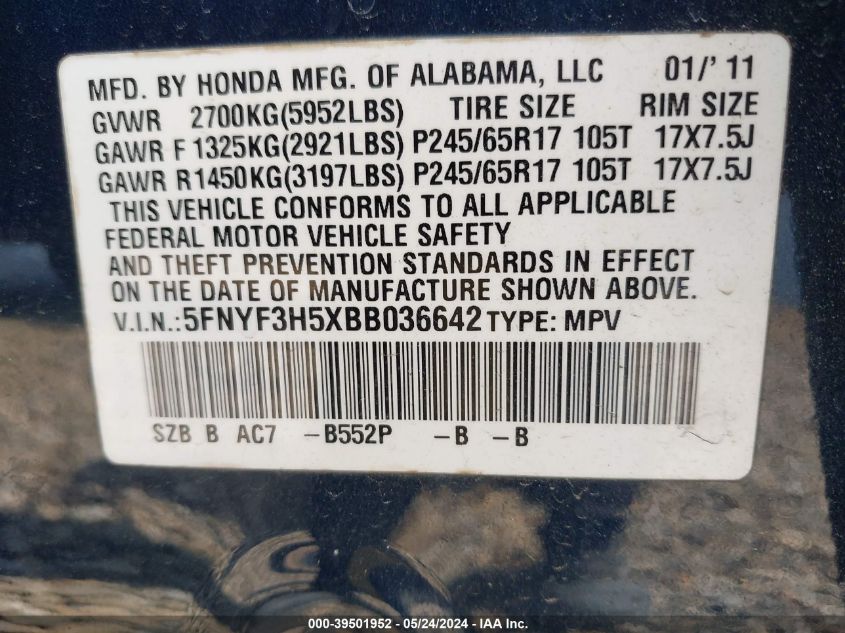 MFD. BY HONDA MFG. OF ALABAMA, LLC 01/'11
GVWR 2700KG(5952LBS) TIRE SIZE RIM SIZE
GAWR F 1325KG(2921LBS) P245/65R17 105T 17X7.5J
GAWR R1450KG(3197LBS) P245/65R17 105T 17X7.5J
THIS VEHICLE CONFORMS TO ALL APPLICABLE
FEDERAL MOTOR VEHICLE SAFETY
AND THEFT PREVENTION STANDARDS IN EFFECT
ON THE DATE OF MANUFACTURE SHOWN ABOVE.
V.I.N.:5FNYF3H5XBB036642 TYPE: MPV
SZB B AC7 -B552P -B -B
000-39501952 - 05/24/2024 - IAA Inc.